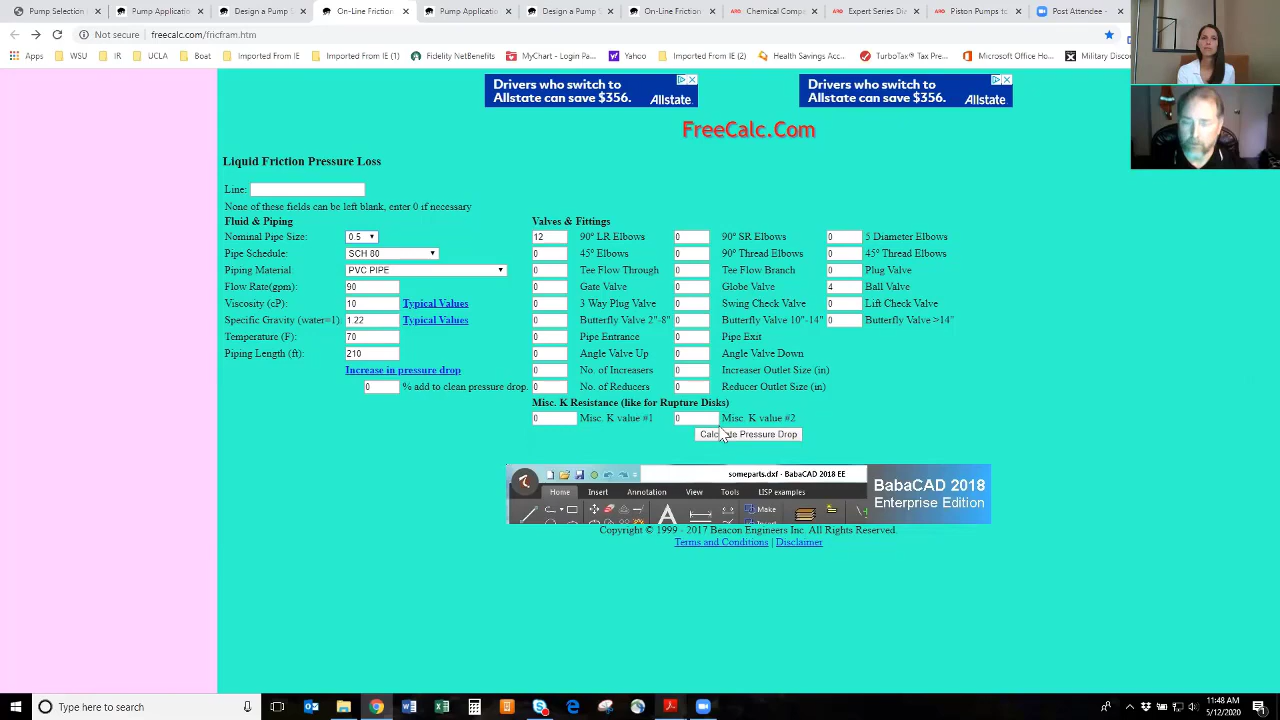 Pump Selection
Pump Application
Design a Pump
On-Line Friction
Pump Application
Design a Pump
On-Line Friction
ARO Chemical Comp
ARO Expert Series Dia
ARO Piston Pumps to
Post Attendee -
Not secure | freecalc.com/fricfram.htm
Apps WSU IR UCLA Boat Imported From IE Imported From IE (1) Fidelity NetBenefits MyChart - Login Pa... Yahoo Imported From IE (2) Health Savings Acc... TurboTax® Tax Pre... Microsoft Office Ho... Military Disco
Drivers who switch to Drivers who switch to
Allstate can save $356. Allstate Allstate can save $356. Allstate
FreeCalc.Com
Liquid Friction Pressure Loss
Line:
None of these fields can be left blank, enter 0 if necessary
Fluid & Piping Valves & Fittings
Nominal Pipe Size: 0.5 12 90º LR Elbows 0 90º SR Elbows 0 5 Diameter Elbows
Pipe Schedule: SCH 80 0 45º Elbows 0 90º Thread Elbows 0 45º Thread Elbows
Piping Material PVC PIPE 0 Tee Flow Through 0 Tee Flow Branch 0 Plug Valve
Flow Rate(gpm): 90 0 Gate Valve 0 Globe Valve 4 Ball Valve
Viscosity (cP): 10 Typical Values 0 3 Way Plug Valve 0 Swing Check Valve 0 Lift Check Valve
Specific Gravity (water=1) 1.22 Typical Values 0 Butterfly Valve 2"-8" 0 Butterfly Valve 10"-14" 0 Butterfly Valve >14"
Temperature (F): 70 0 Pipe Entrance 0 Pipe Exit
Piping Length (ft): 210 0 Angle Valve Up 0 Angle Valve Down
Increase in pressure drop 0 No. of Increasers 0 Increaser Outlet Size (in)
0 % add to clean pressure drop. 0 No. of Reducers 0 Reducer Outlet Size (in)
Misc. K Resistance (like for Rupture Disks)
0 Misc. K value #1 0 Misc. K value #2
Calculate Pressure Drop
someparts.dxf - BabaCAD 2018 EE
Home Insert Annotation View Tools LISP examples
Make
BabaCAD 2018
Enterprise Edition
Copyright © 1999 - 2017 Beacon Engineers Inc. All Rights Reserved.
Terms and Conditions | Disclaimer
Type here to search
11:48 AM
5/12/2020